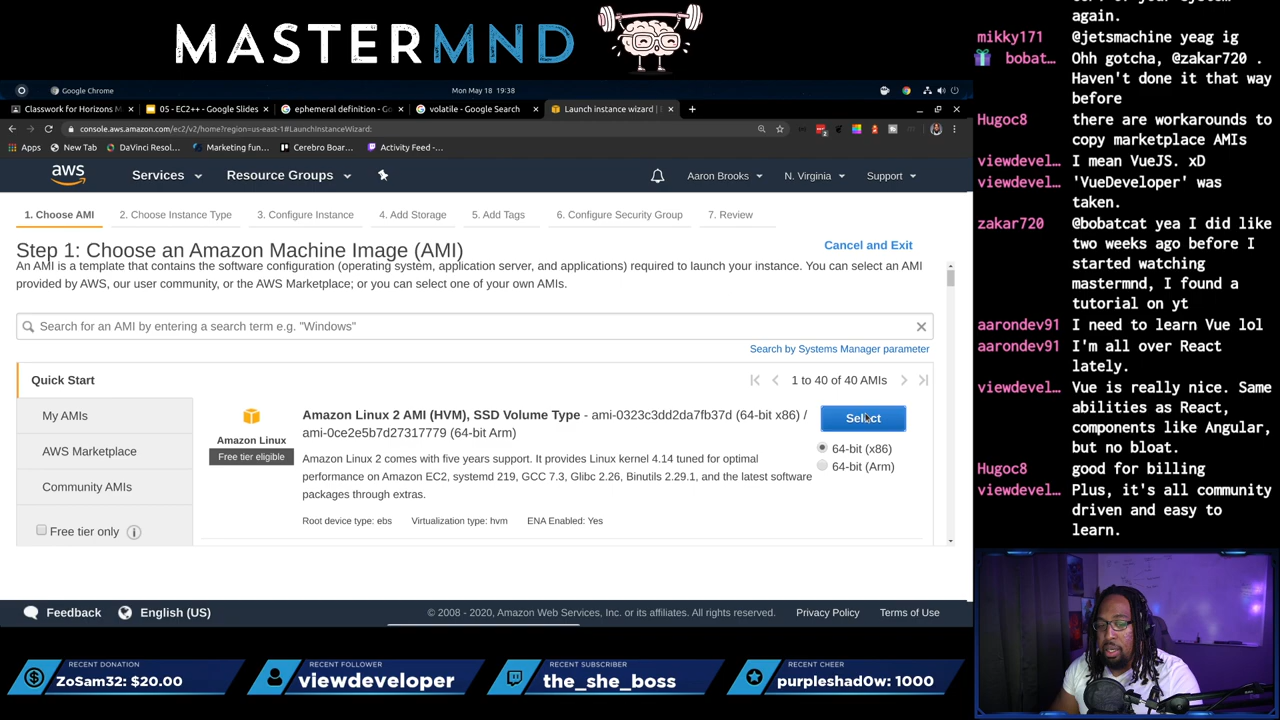 MASTERMND
Google Chrome
Mon May 18 19:38
Classwork for Horizons M...
05 - EC2++ - Google Slides
ephemeral definition - Go
volatile - Google Search
Launch instance wizard |
console.aws.amazon.com/ec2/v2/home?region=us-east-1#LaunchInstanceWizard:
Apps
New Tab
DaVinci Resol...
Marketing fun...
Cerebro Boar...
Activity Feed -...
aws
Services
Resource Groups
Aaron Brooks
N. Virginia
Support
1. Choose AMI
2. Choose Instance Type
3. Configure Instance
4. Add Storage
5. Add Tags
6. Configure Security Group
7. Review
Step 1: Choose an Amazon Machine Image (AMI)
Cancel and Exit
An AMI is a template that contains the software configuration (operating system, application server, and applications) required to launch your instance. You can select an AMI
provided by AWS, our user community, or the AWS Marketplace; or you can select one of your own AMIs.
Search for an AMI by entering a search term e.g. "Windows"
Search by Systems Manager parameter
Quick Start
1 to 40 of 40 AMIs
My AMIs
AWS Marketplace
Community AMIs
Free tier only
Amazon Linux
Free tier eligible
Amazon Linux 2 AMI (HVM), SSD Volume Type - ami-0323c3dd2da7fb37d (64-bit x86) /
ami-0ce2e5b7d27317779 (64-bit Arm)
Amazon Linux 2 comes with five years support. It provides Linux kernel 4.14 tuned for optimal
performance on Amazon EC2, systemd 219, GCC 7.3, Glibc 2.26, Binutils 2.29.1, and the latest software
packages through extras.
Root device type: ebs
Virtualization type: hvm
ENA Enabled: Yes
Select
64-bit (x86)
64-bit (Arm)
Feedback
English (US)
© 2008 - 2020, Amazon Web Services, Inc. or its affiliates. All rights reserved.
Privacy Policy
Terms of Use
again.
mikky171 @jetsmachine yeag ig
bobat... Ohh gotcha, @zakar720 .
Haven't done it that way
before
Hugoc8 there are workarounds to
copy marketplace AMIs
viewdevel... I mean VueJS. xD
viewdevel... 'VueDeveloper' was
taken.
zakar720 @bobatcat yea I did like
two weeks ago before I
started watching
mastermnd, I found a
tutorial on yt
aarondev91 I need to learn Vue lol
aarondev91 I'm all over React
lately.
viewdevel... Vue is really nice. Same
abilities as React,
components like Angular,
but no bloat.
Hugoc8 good for billing
viewdevel... Plus, it's all community
driven and easy to
learn.
RECENT DONATION
ZoSam32: $20.00
RECENT FOLLOWER
viewdeveloper
RECENT SUBSCRIBER
the_she_boss
RECENT CHEER
purpleshad0w: 1000